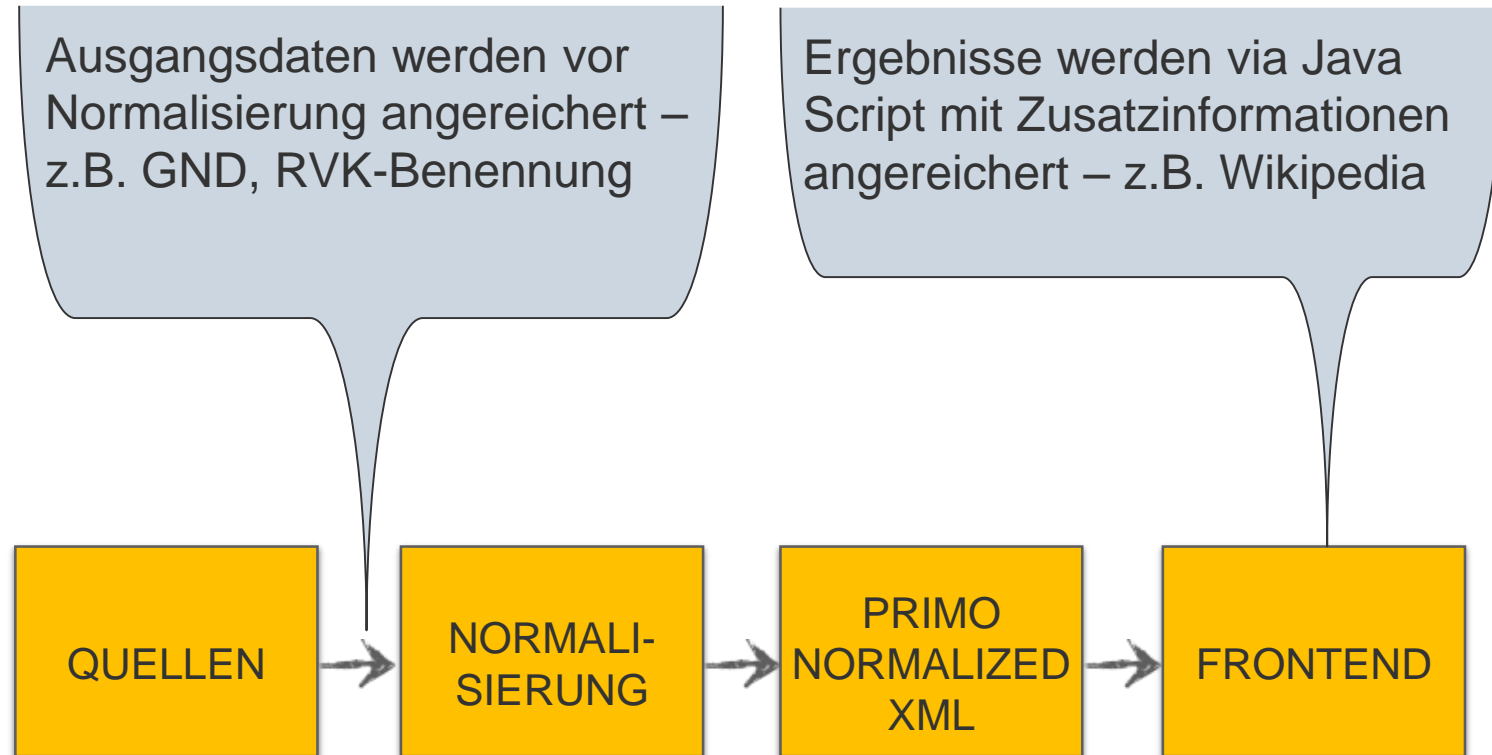 Ausgangsdaten werden vor
Normalisierung angereichert –
z.B. GND, RVK-Benennung
Ergebnisse werden via Java
Script mit Zusatzinformationen
angereichert – z.B. Wikipedia
QUELLEN
NORMALI-
SIERUNG
PRIMO
NORMALIZED
XML
FRONTEND